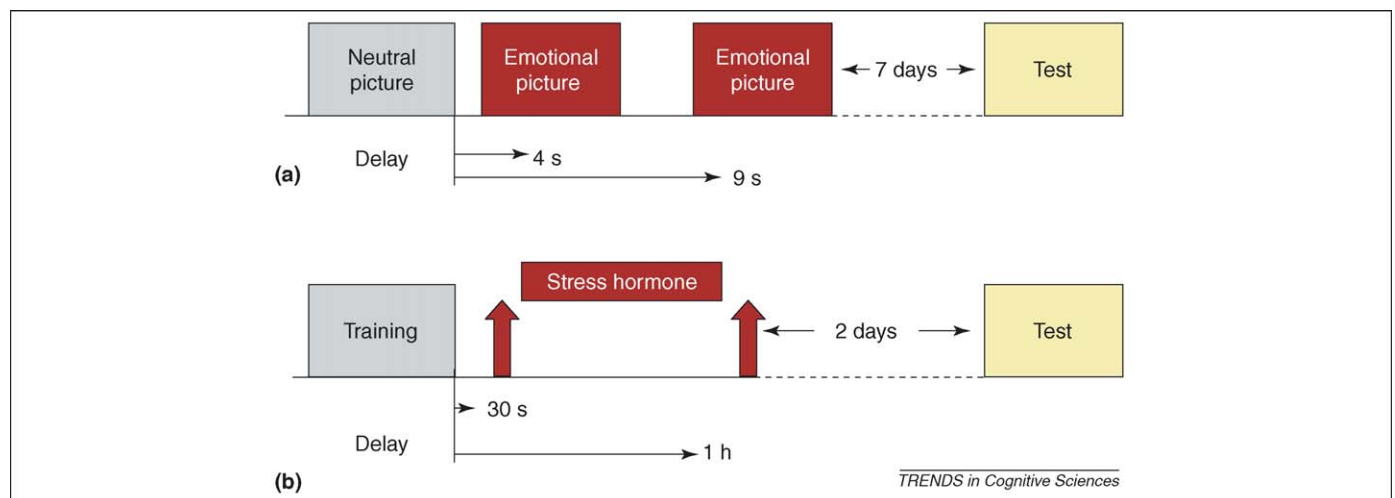 Neutral
picture
Emotional
picture
Emotional
picture
7 days
Test
Delay
4 s
9 s
(a)
Stress hormone
Training
2 days
Test
30 s
Delay
1 h
(b)
TRENDS in Cognitive Sciences